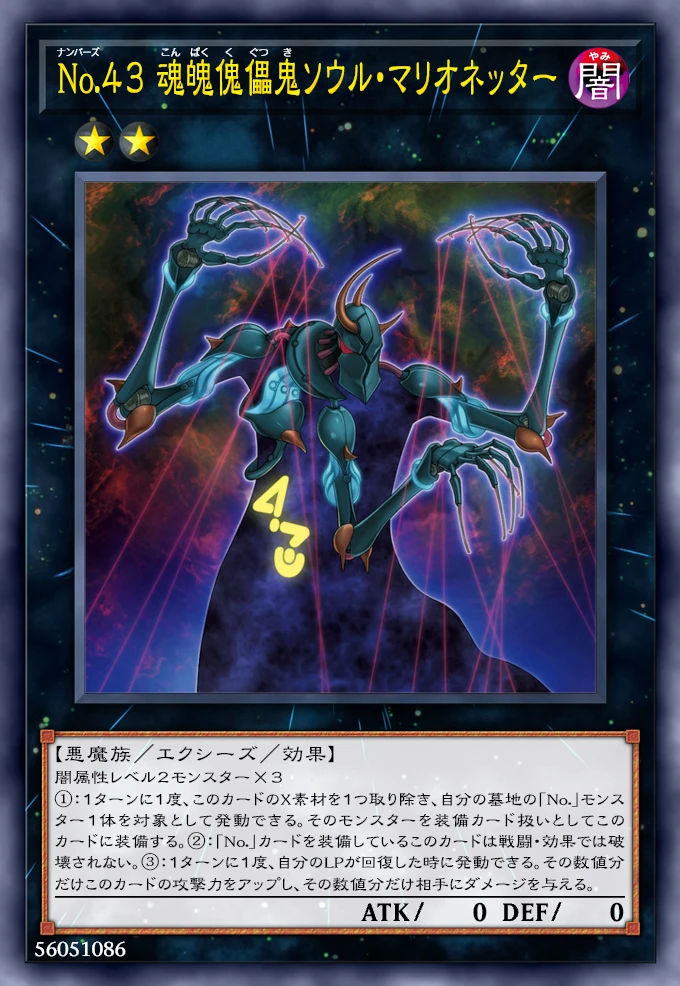 ナンバーズ こん ぱく く ぐつ き
No.43 魂魄傀儡鬼ソウル・マリオネッター
やみ
闇
43
【悪魔族／エクシーズ／効果】
闇属性レベル2モンスター×3
①:1ターンに1度、このカードのX素材を1つ取り除き、自分の墓地の「No.」モンス
ター1体を対象として発動できる。そのモンスターを装備カード扱いとしてこの
カードに装備する。②:「No.」カードを装備しているこのカードは戦闘・効果では破
壊されない。③:1ターンに1度、自分のLPが回復した時に発動できる。その数値分
だけこのカードの攻撃力をアップし、その数値分だけ相手にダメージを与える。
ATK/ 0 DEF/ 0
56051086